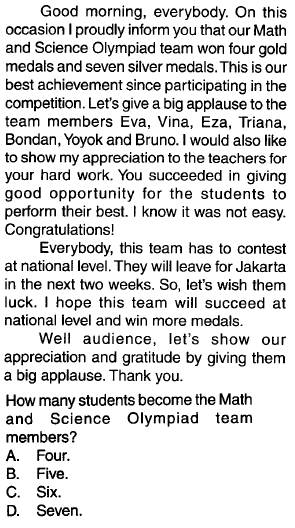 Good morning, everybody. On this
occasion I proudly inform you that our Math
and Science Olympiad team won four gold
medals and seven silver medals. This is our
best achievement since participating in the
competition. Let's give a big applause to the
team members Eva, Vina, Eza, Triana,
Bondan, Yoyok and Bruno. I would also like
to show my appreciation to the teachers for
your hard work. You succeeded in giving
good opportunity for the students to
perform their best. I know it was not easy.
Congratulations!
Everybody, this team has to contest
at national level. They will leave for Jakarta
in the next two weeks. So, let's wish them
luck. I hope this team will succeed at
national level and win more medals.
Well audience, let's show our
appreciation and gratitude by giving them
a big applause. Thank you.
How many students become the Math
and Science Olympiad team
members?
A. Four.
B. Five.
C. Six.
D. Seven.